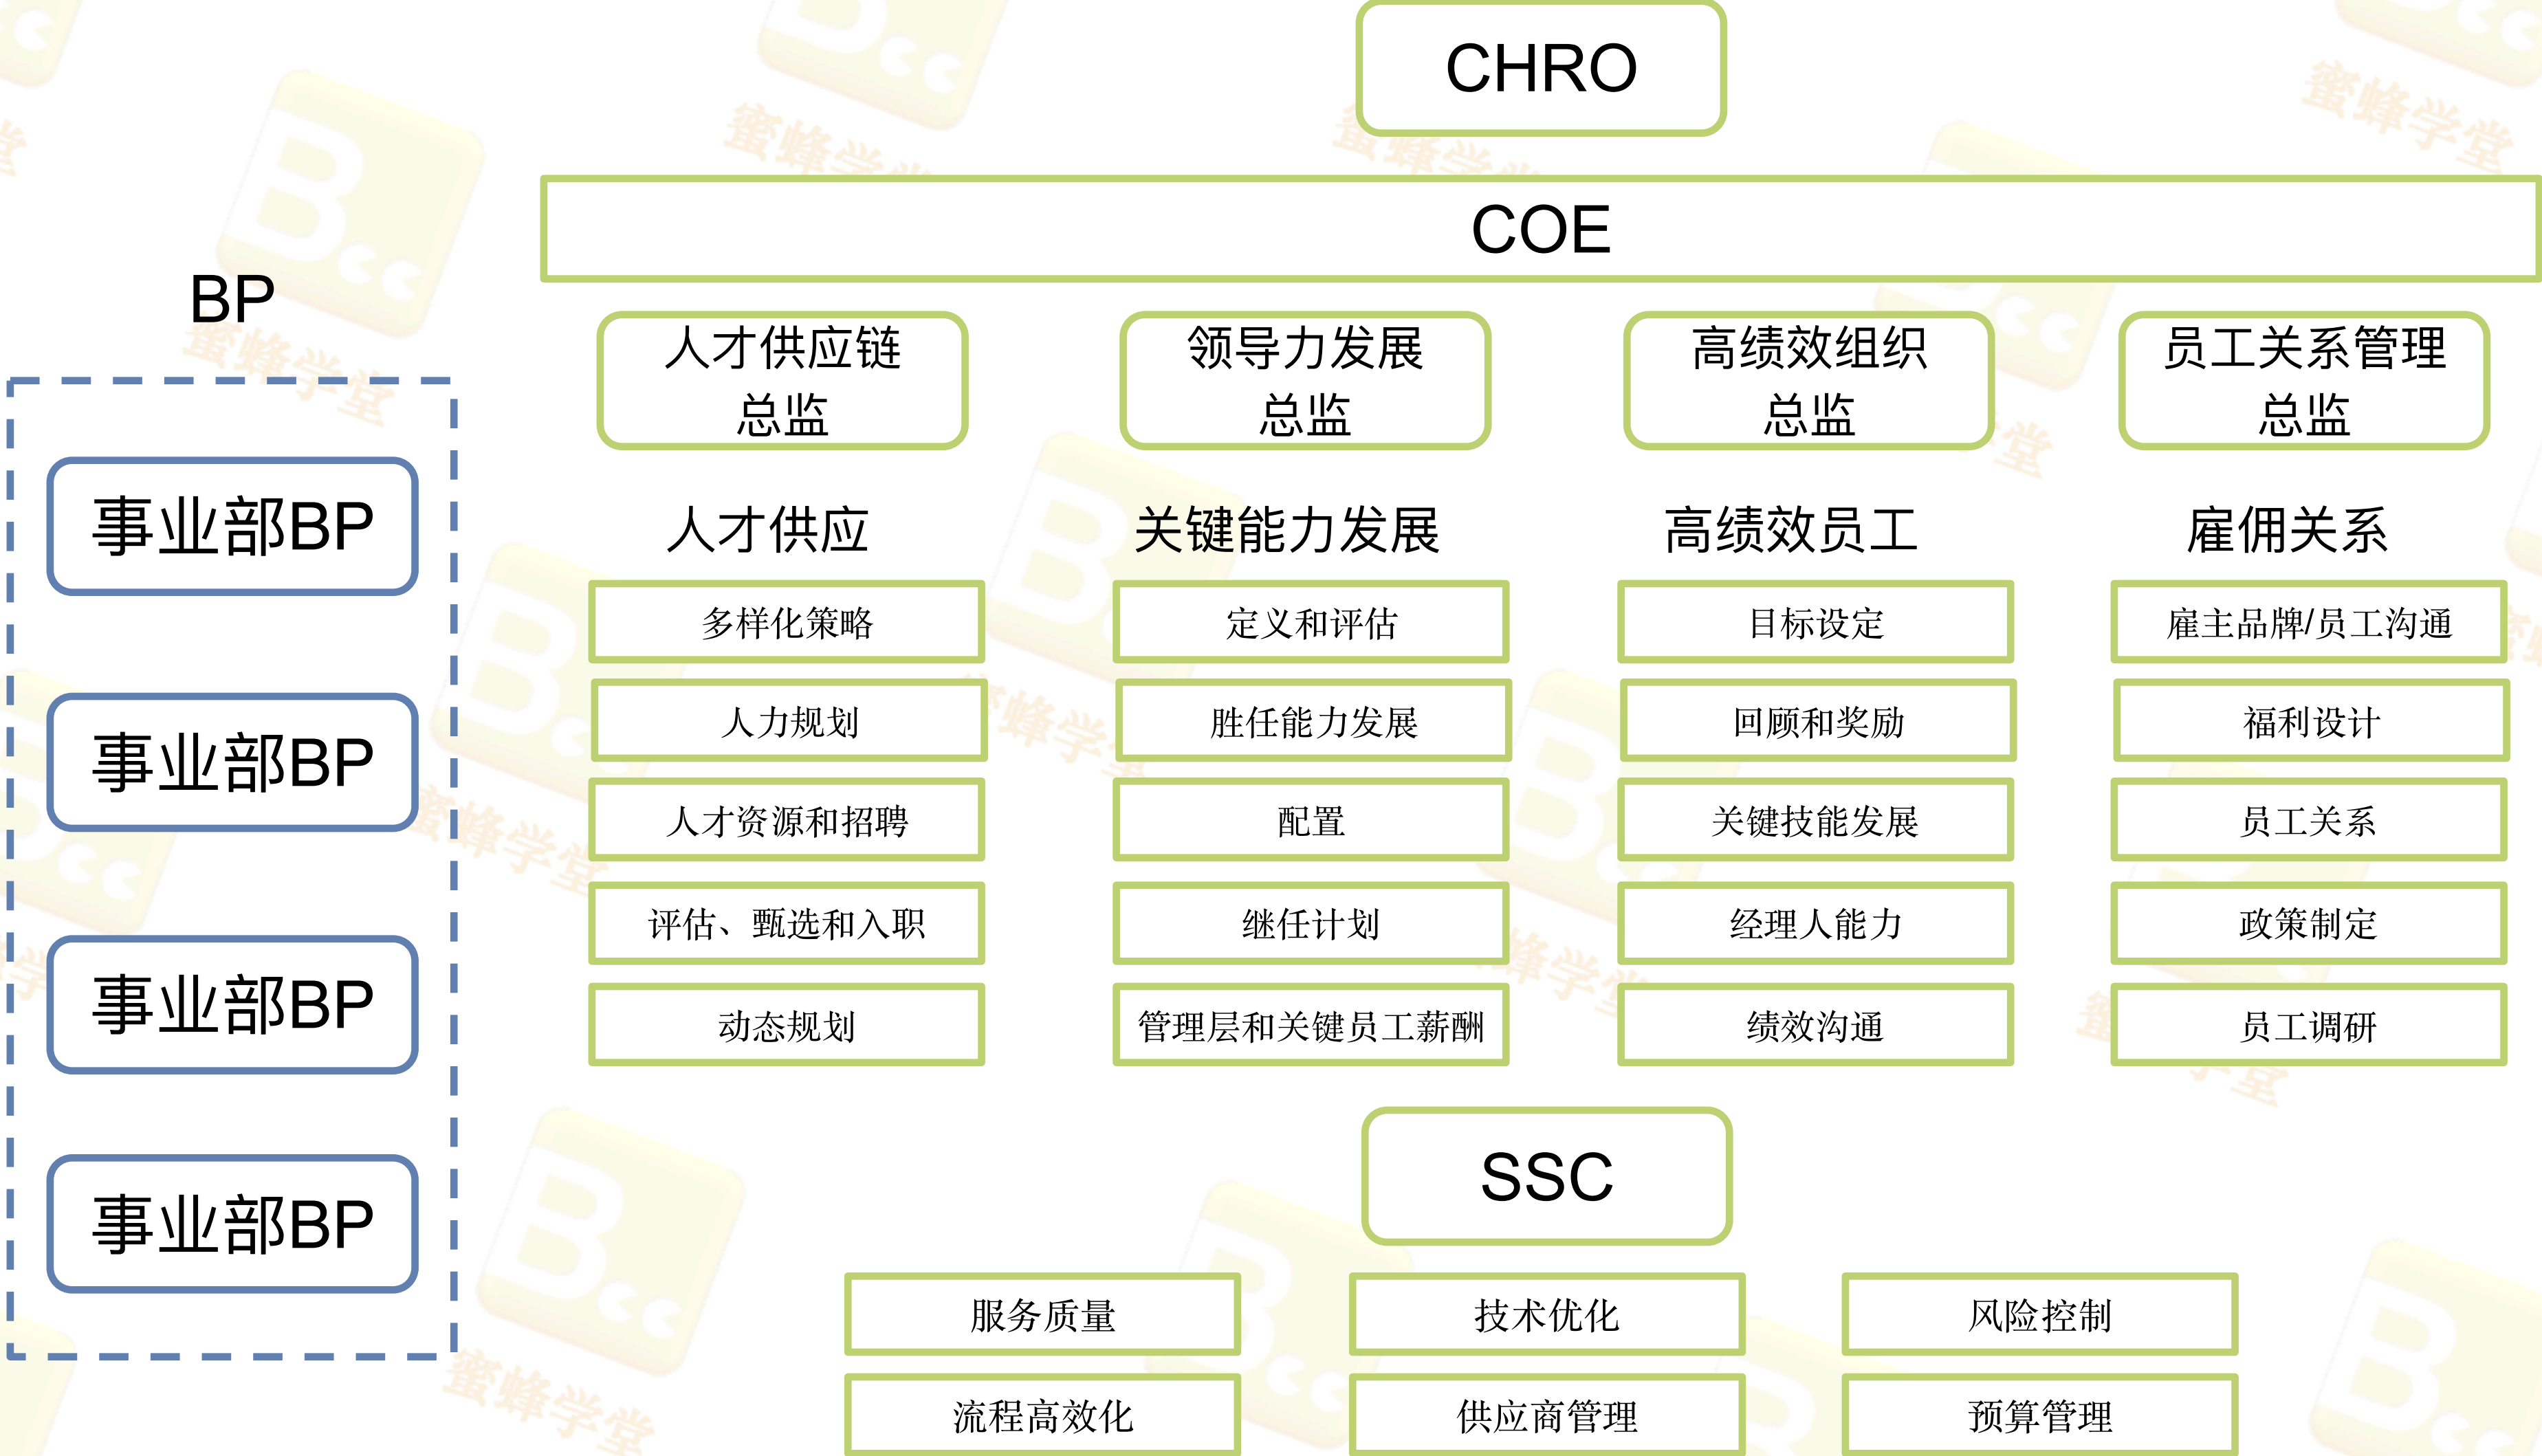 CHRO
COE
BP
事业部BP
事业部BP
事业部BP
事业部BP
人才供应链
总监
领导力发展
总监
高绩效组织
总监
员工关系管理
总监
人才供应
关键能力发展
高绩效员工
雇佣关系
多样化策略
定义和评估
目标设定
雇主品牌/员工沟通
人力规划
胜任能力发展
回顾和奖励
福利设计
人才资源和招聘
配置
关键技能发展
员工关系
评估、甄选和入职
继任计划
经理人能力
政策制定
动态规划
管理层和关键员工薪酬
绩效沟通
员工调研
SSC
服务质量
技术优化
风险控制
流程高效化
供应商管理
预算管理
蜜蜂学堂